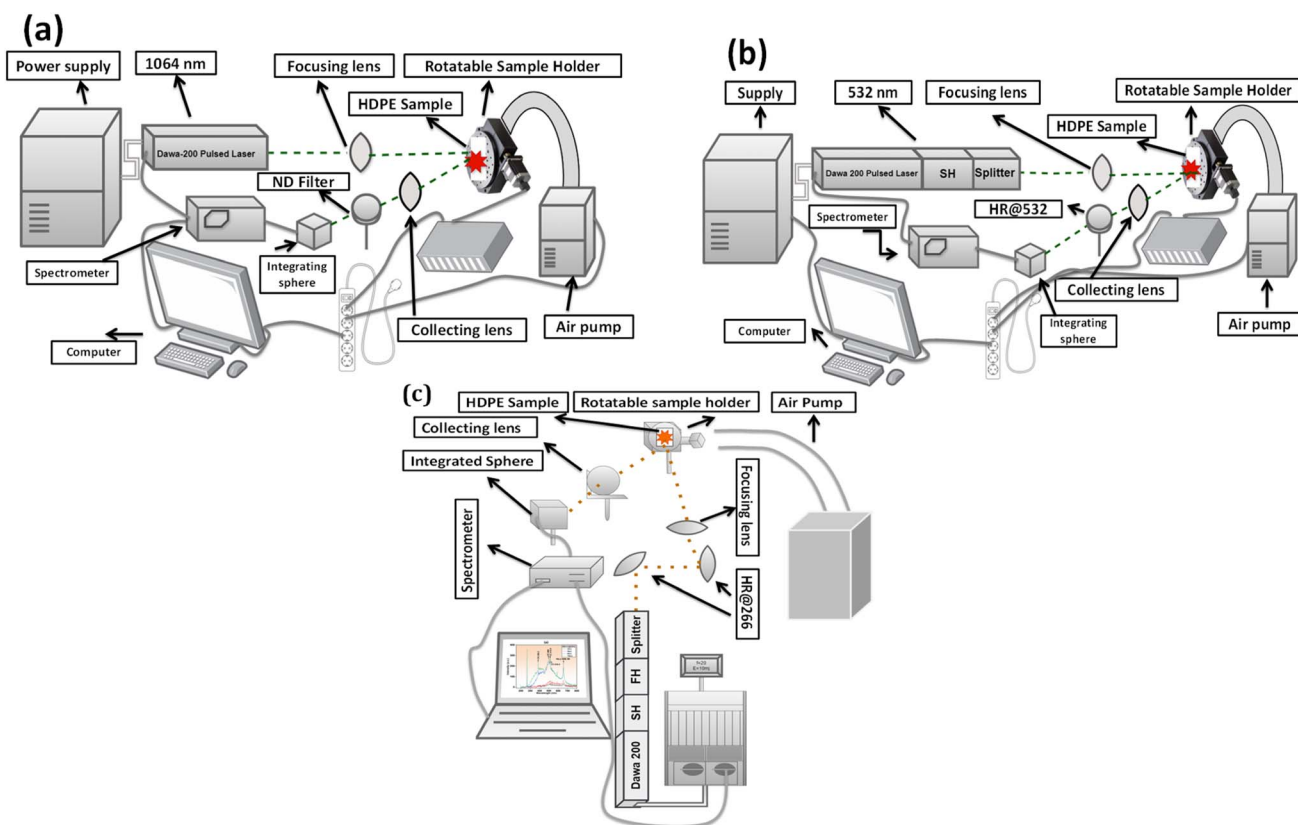 (a)
Power supply
1064 nm
Focusing lens
Rotatable Sample Holder
HDPE Sample
Dawa-200 Pulsed Laser
ND Filter
Spectrometer
Integrating
sphere
Collecting lens
Air pump
Computer
(b)
Supply
532 nm
Focusing lens
Rotatable Sample Holder
HDPE Sample
Dawa 200 Pulsed Laser
SH
Splitter
Spectrometer
HR@532
Collecting lens
Computer
Integrating
sphere
Air pump
(c)
HDPE Sample
Rotatable sample holder
Air Pump
Collecting lens
Integrated Sphere
Focusing lens
Spectrometer
HR@266
Splitter
FH
SH
Dawa 200